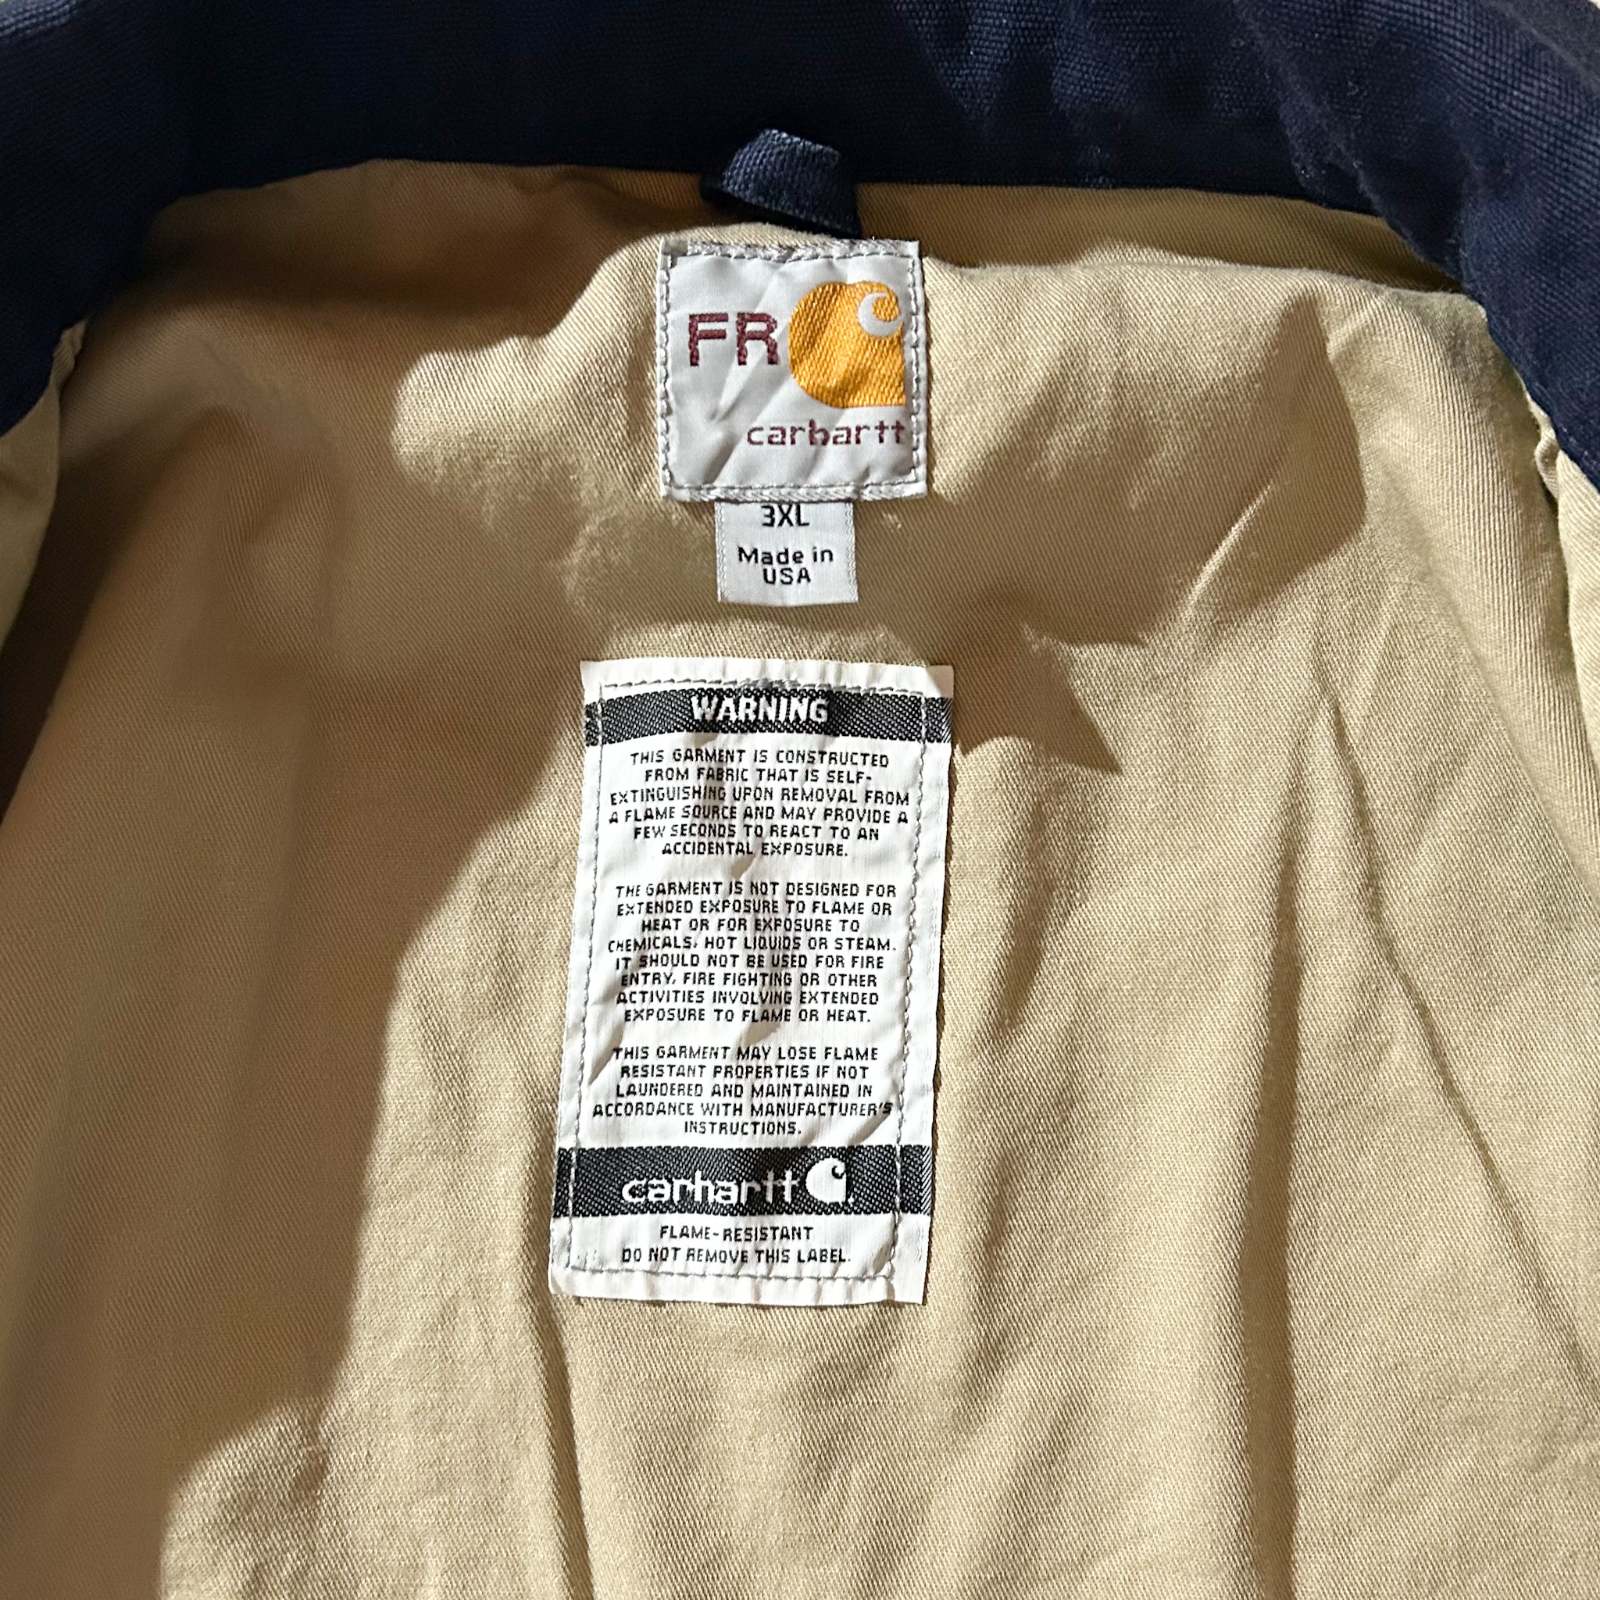 FR
carhartt
3XL
Made in
USA
WARNING
THIS GARMENT IS CONSTRUCTED
FROM FABRIC THAT IS SELF-
EXTINGUISHING UPON REMOVAL FROM
A FLAME SOURCE AND MAY PROVIDE A
FEW SECONDS TO REACT TO AN
ACCIDENTAL EXPOSURE.
THE GARMENT IS NOT DESIGNED FOR
EXTENDED EXPOSURE TO FLAME OR
HEAT OR FOR EXPOSURE TO
CHEMICALS, HOT LIQUIDS OR STEAM.
IT SHOULD NOT BE USED FOR FIRE
ENTRY, FIRE FIGHTING OR OTHER
ACTIVITIES INVOLVING EXTENDED
EXPOSURE TO FLAME OR HEAT.
THIS GARMENT MAY LOSE FLAME
RESISTANT PROPERTIES IF NOT
LAUNDERED AND MAINTAINED IN
ACCORDANCE WITH MANUFACTURER'S
INSTRUCTIONS.
carhartt
FLAME-RESISTANT
DO NOT REMOVE THIS LABEL.